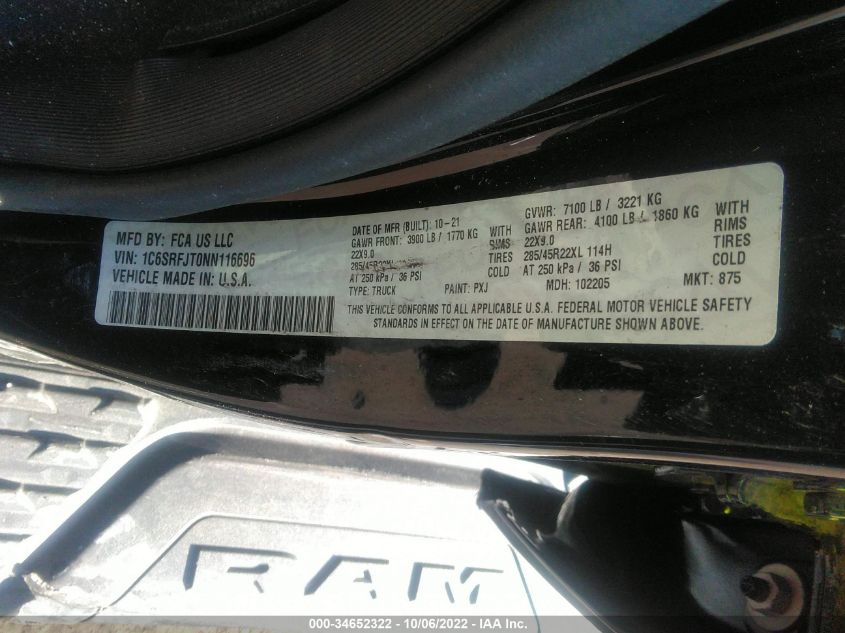 MFD BY: FCA US LLC
VIN: 1C6SRFJT0NN116696
VEHICLE MADE IN: U.S.A.
DATE OF MFR (BUILT): 10-21
GAWR FRONT: 3900 LB / 1770 KG WITH
22X9.0 RIMS
285/45R22XL TIRES
AT 250 kPa / 36 PSI COLD
TYPE: TRUCK PAINT: PXJ
GVWR: 7100 LB / 3221 KG
GAWR REAR: 4100 LB / 1860 KG WITH
22X9.0 RIMS
285/45R22XL 114H TIRES
AT 250 kPa / 36 PSI COLD
MDH: 102205 MKT: 875
THIS VEHICLE CONFORMS TO ALL APPLICABLE U.S.A. FEDERAL MOTOR VEHICLE SAFETY
STANDARDS IN EFFECT ON THE DATE OF MANUFACTURE SHOWN ABOVE.
RAM
000-34652322 - 10/06/2022 - IAA Inc.